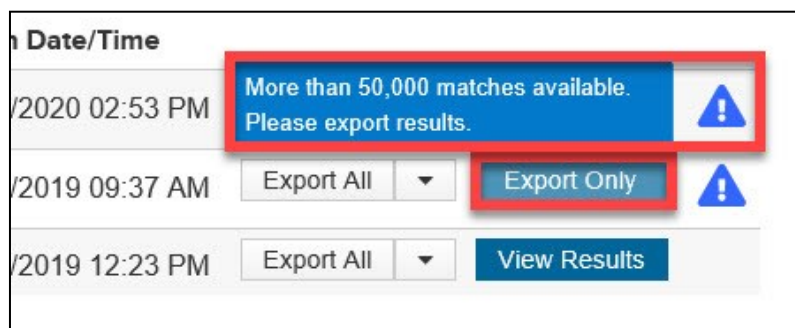 n Date/Time
/2020 02:53 PM More than 50,000 matches available.
Please export results.
/2019 09:37 AM Export All Export Only
/2019 12:23 PM Export All View Results